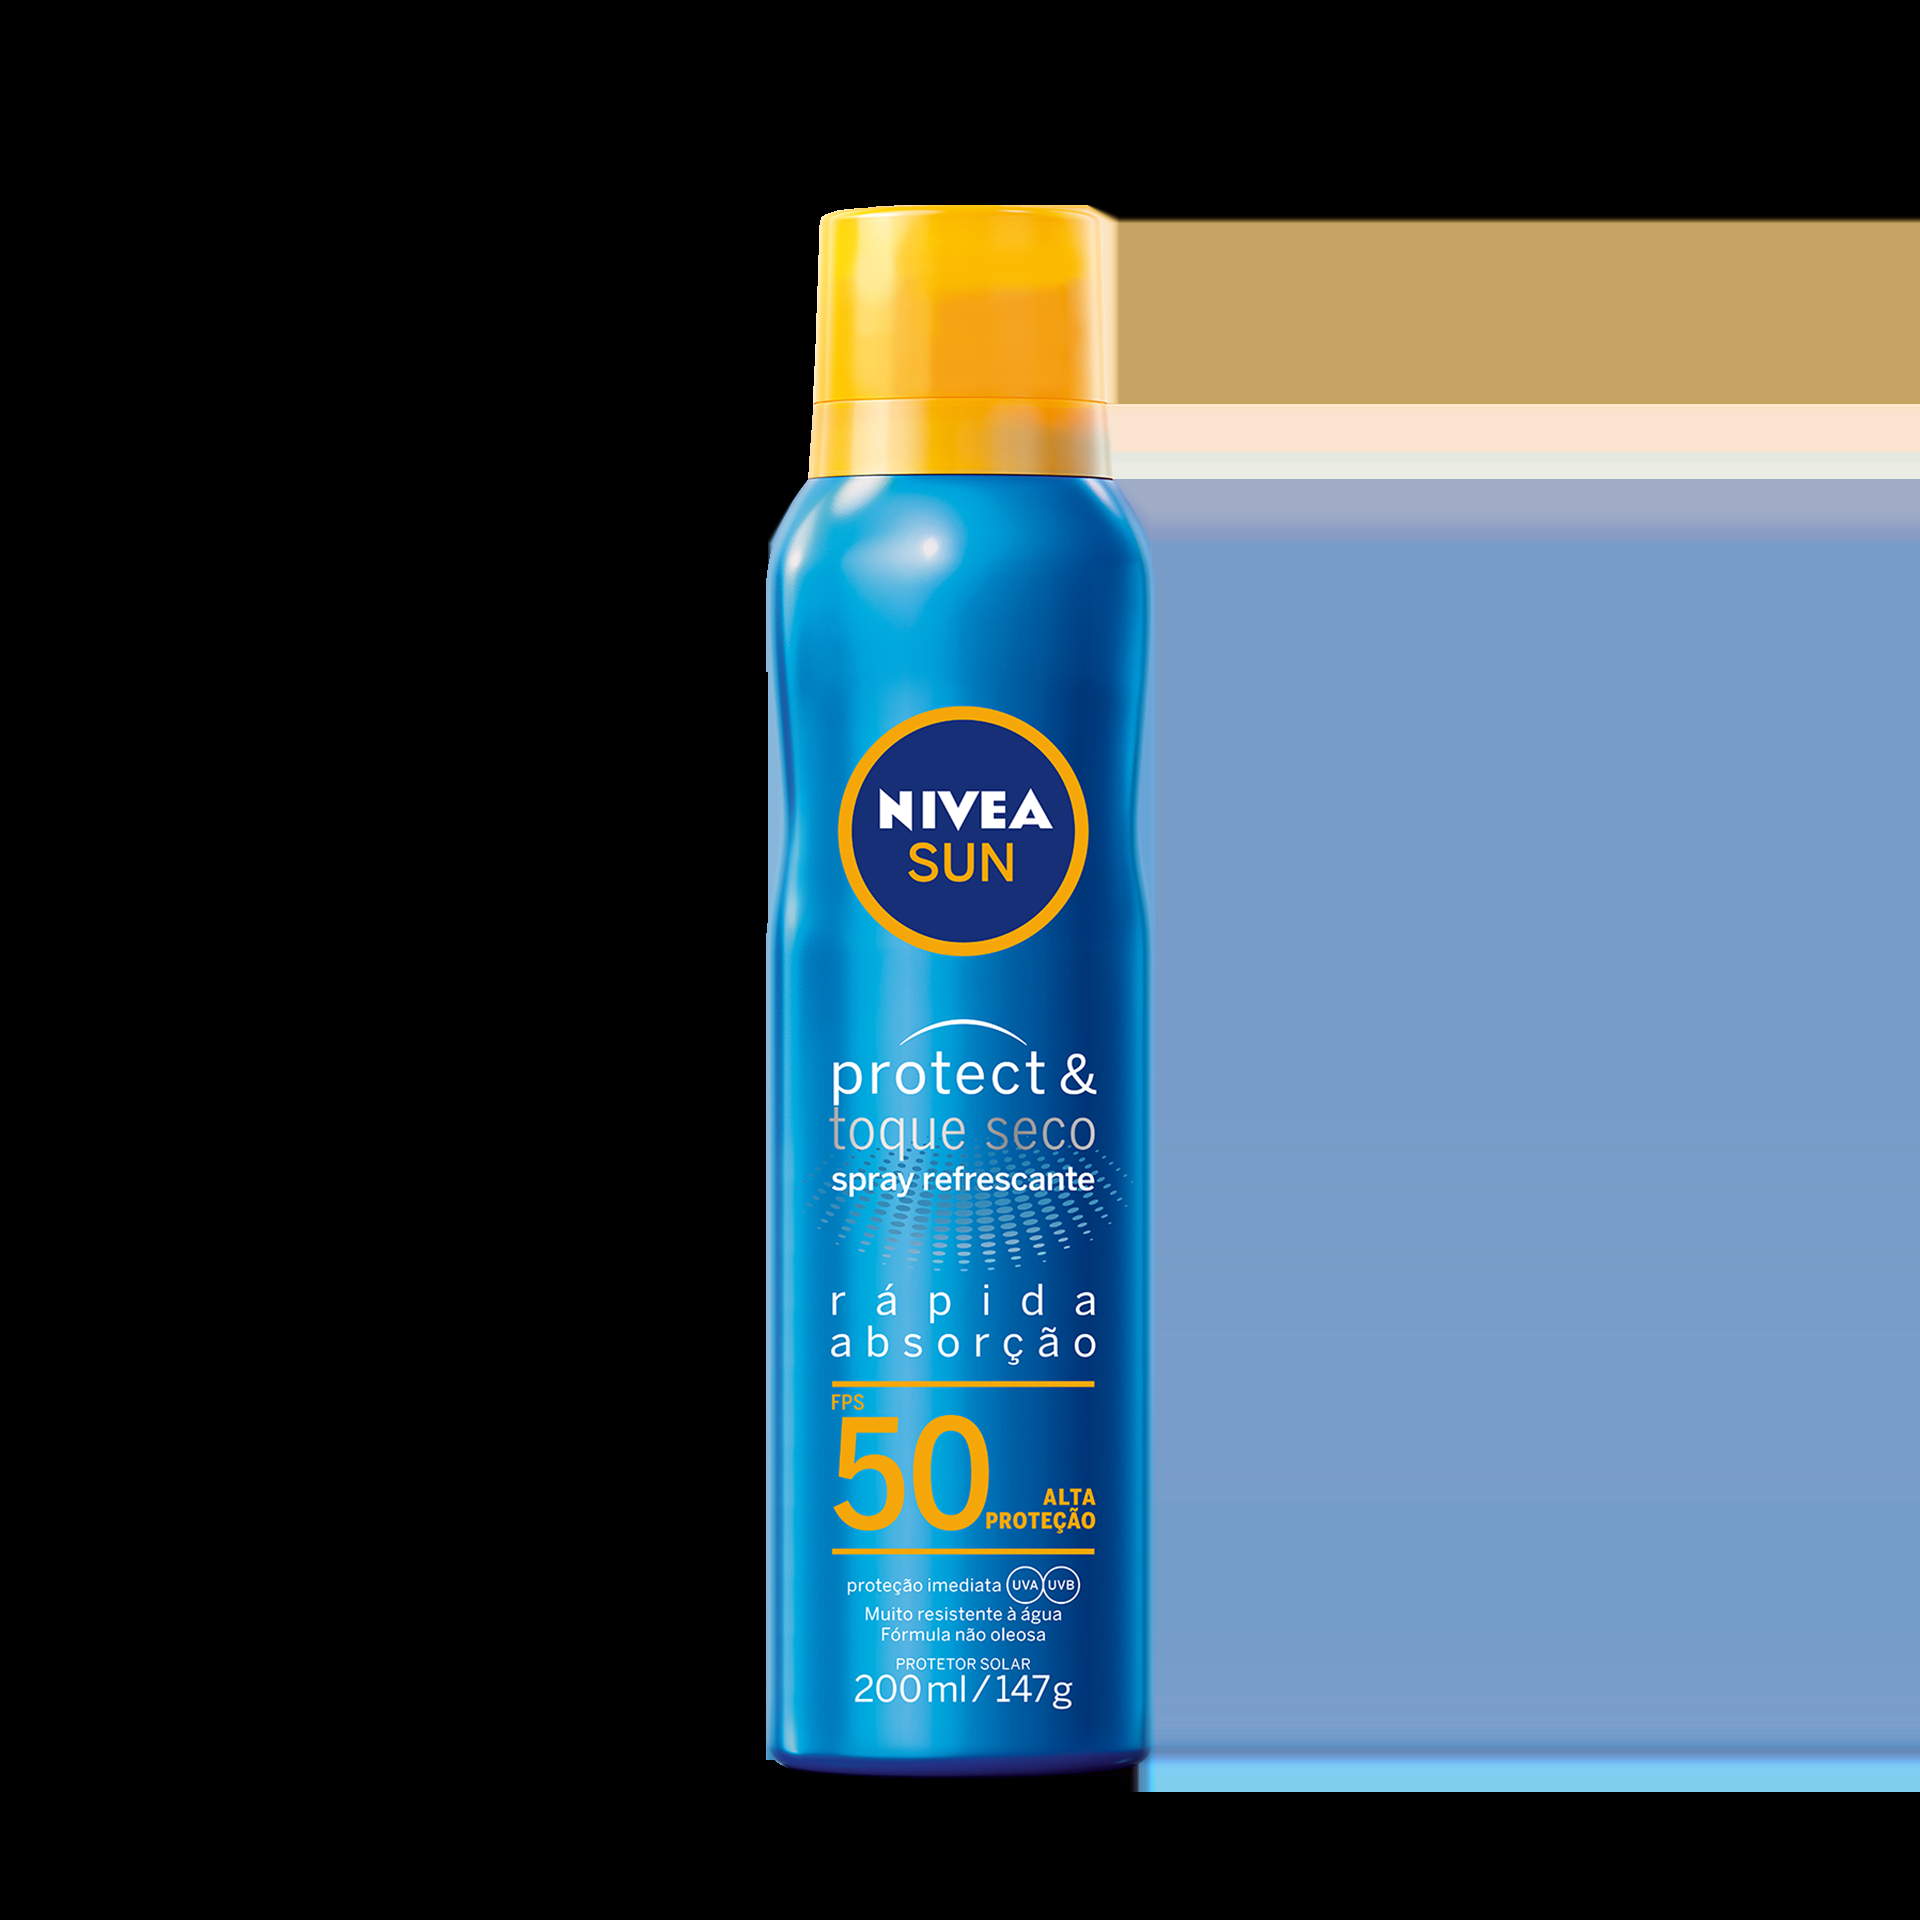 NIVEA
SUN
protect &
toque seco
spray refrescante
rápida
absorção
FPS
50
ALTA
PROTEÇÃO
proteção imediata UVA UVB
Muito resistente à água
Fórmula não oleosa
PROTETOR SOLAR
200ml/147g